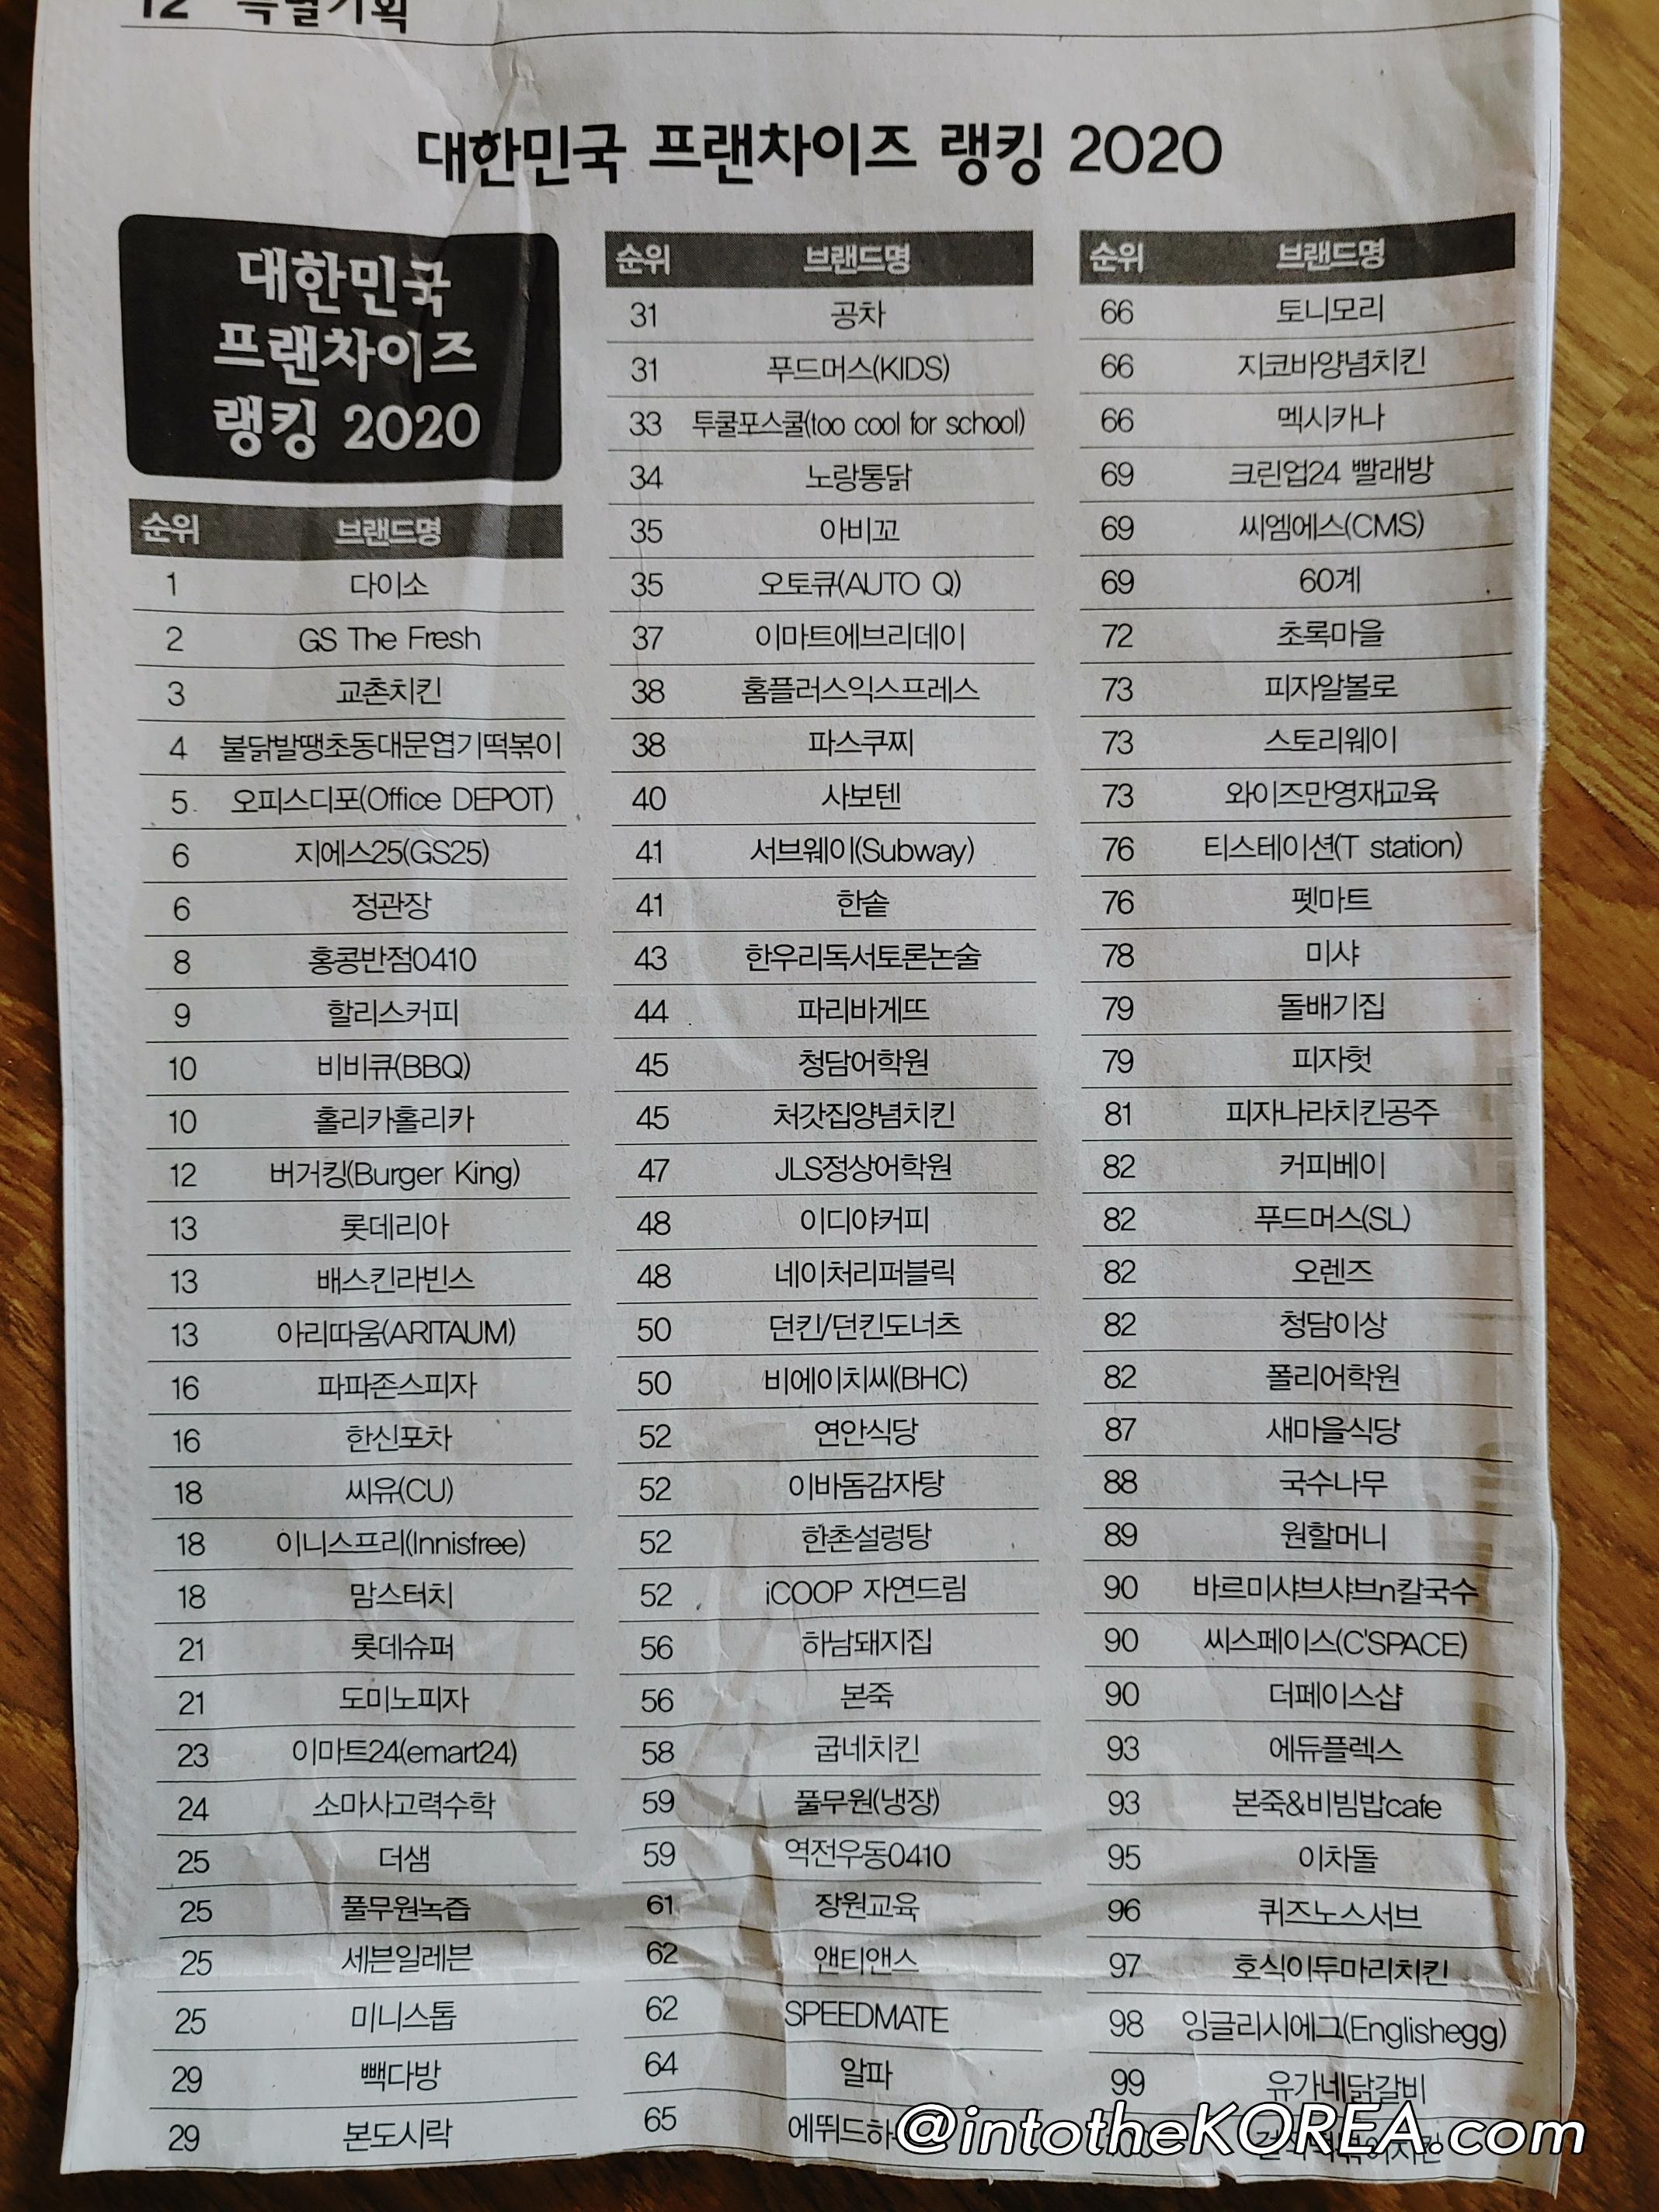 12 특별기획
대한민국 프랜차이즈 랭킹 2020
대한민국
프랜차이즈
랭킹 2020
순위 브랜드명
1 다이소
2 GS The Fresh
3 교촌치킨
4 불닭발땡초동대문엽기떡볶이
5 오피스디포(Office DEPOT)
6 지에스25(GS25)
6 정관장
8 홍콩반점0410
9 할리스커피
10 비비큐(BBQ)
10 홀리카홀리카
12 버거킹(Burger King)
13 롯데리아
13 배스킨라빈스
13 아리따움(ARITAUM)
16 파파존스피자
16 한신포차
18 씨유(CU)
18 이니스프리(Innisfree)
18 맘스터치
21 롯데슈퍼
21 도미노피자
23 이마트24(emart24)
24 소마사고력수학
25 더샘
25 풀무원녹즙
25 세븐일레븐
25 미니스톱
29 빽다방
29 본도시락
순위 브랜드명
31 공차
31 푸드머스(KIDS)
33 투쿨포스쿨(too cool for school)
34 노랑통닭
35 아비꼬
35 오토큐(AUTO Q)
37 이마트에브리데이
38 홈플러스익스프레스
38 파스쿠찌
40 사보텐
41 서브웨이(Subway)
41 한솥
43 한우리독서토론논술
44 파리바게뜨
45 청담어학원
45 처갓집양념치킨
47 JLS정상어학원
48 이디야커피
48 네이처리퍼블릭
50 던킨/던킨도너츠
50 비에이치씨(BHC)
52 연안식당
52 이바돔감자탕
52 한촌설렁탕
52 iCOOP 자연드림
56 하남돼지집
56 본죽
58 굽네치킨
59 풀무원(냉장)
59 역전우동0410
61 장원교육
62 앤티앤스
62 SPEEDMATE
64 알파
65 에뛰드하
순위 브랜드명
66 토니모리
66 지코바양념치킨
66 멕시카나
69 크린업24 빨래방
69 씨엠에스(CMS)
69 60계
72 초록마을
73 피자알볼로
73 스토리웨이
73 와이즈만영재교육
76 티스테이션(T station)
76 펫마트
78 미샤
79 돌배기집
79 피자헛
81 피자나라치킨공주
82 커피베이
82 푸드머스(SL)
82 오렌즈
82 청담이상
82 폴리어학원
87 새마을식당
88 국수나무
89 원할머니
90 바르미샤브샤브n칼국수
90 씨스페이스(C'SPACE)
90 더페이스샵
93 에듀플렉스
93 본죽&비빔밥cafe
95 이차돌
96 퀴즈노스서브
97 호식이두마리치킨
98 잉글리시에그(Englishegg)
99 유가네닭갈비
@intotheKOREA.com